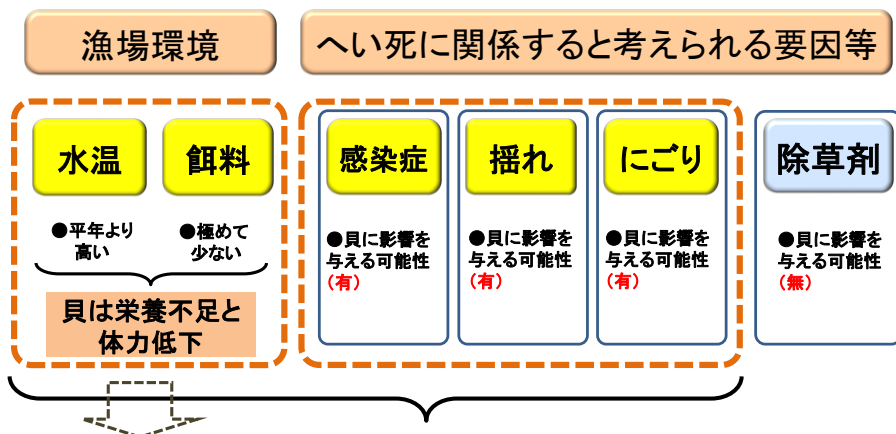 漁場環境
へい死に関係すると考えられる要因等
水温
餌料
感染症
揺れ
にごり
除草剤
●平年より
高い
●極めて
少ない
貝は栄養不足と
体力低下
●貝に影響を
与える可能性
(有)
●貝に影響を
与える可能性
(有)
●貝に影響を
与える可能性
(有)
●貝に影響を
与える可能性
(無)